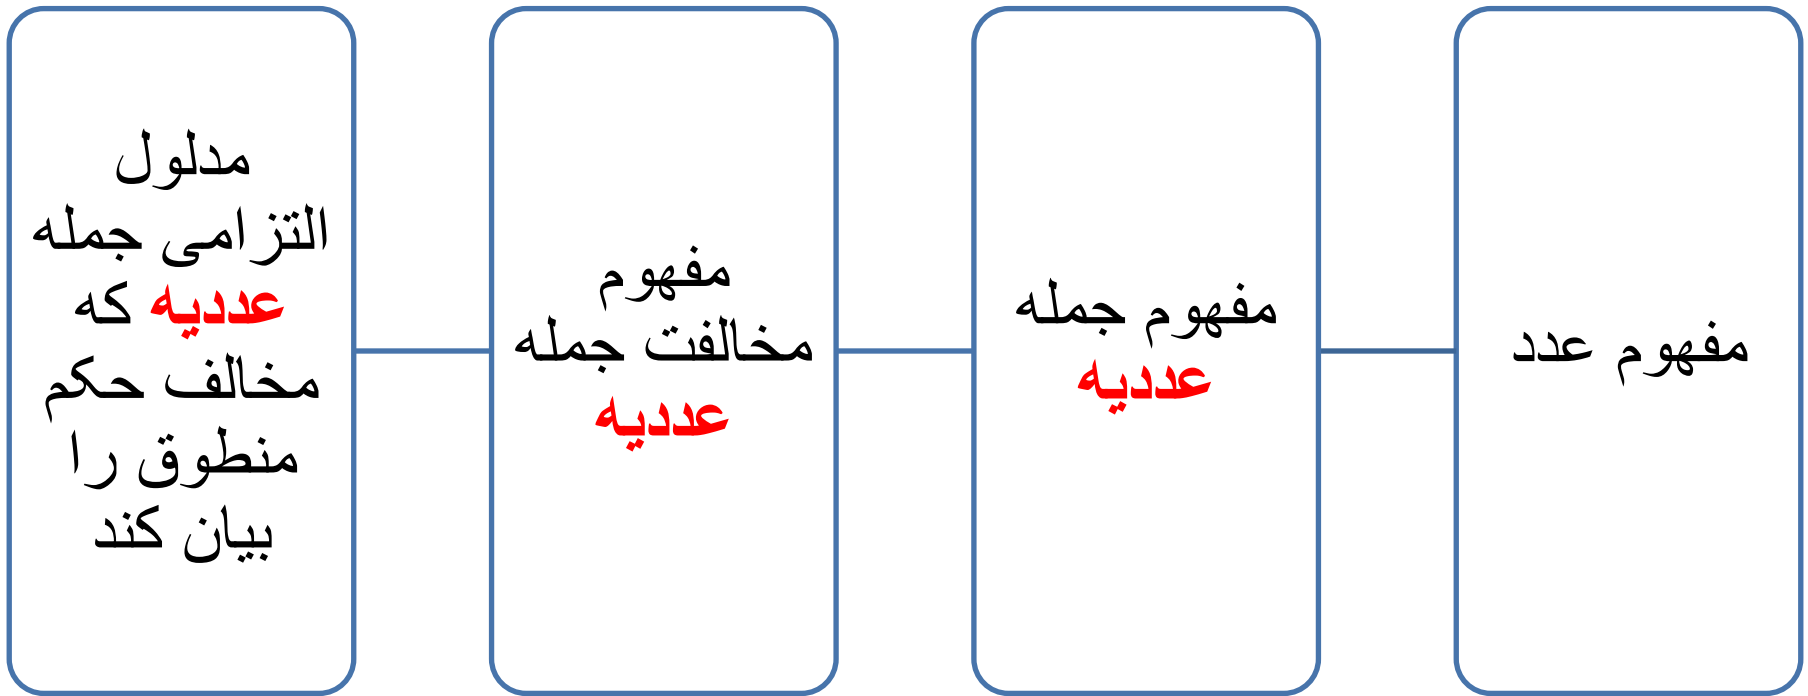 مفهوم عدد
مفهوم جمله
عددیه
مفهوم
مخالفت جمله
عددیه
مدلول
التزامی جمله
عددیه که
مخالف حکم
منطوق را
بیان کند